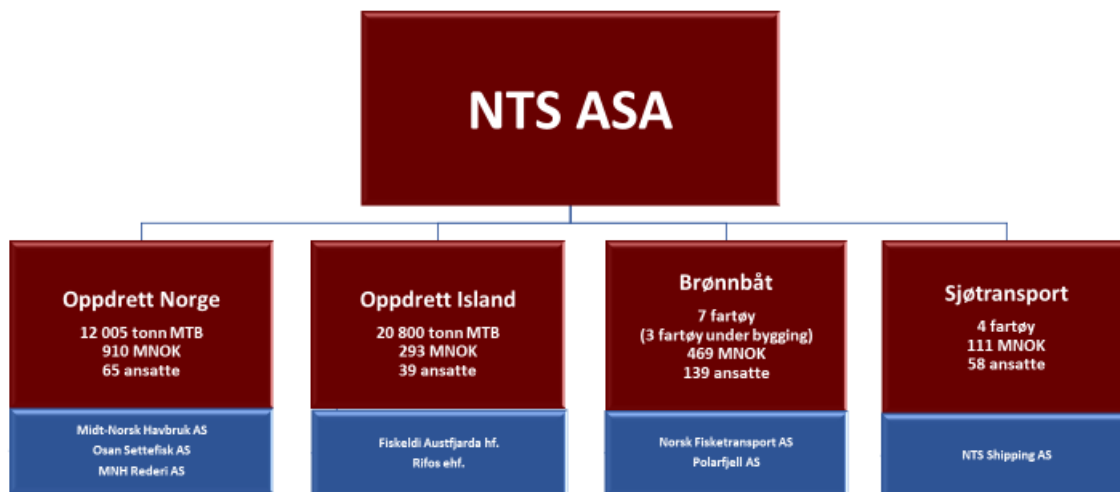 NTS ASA
Oppdrett Norge
12 005 tonn MTB
910 MNOK
65 ansatte
Midt-Norsk Havbruk AS
Osan Settefisk AS
MNH Rederi AS
Oppdrett Island
20 800 tonn MTB
293 MNOK
39 ansatte
Fiskeldi Austfjarda hf.
Rifos ehf.
Brønnbåt
7 fartøy
(3 fartøy under bygging)
469 MNOK
139 ansatte
Norsk Fisketransport AS
Polarfjell AS
Sjøtransport
4 fartøy
111 MNOK
58 ansatte
NTS Shipping AS